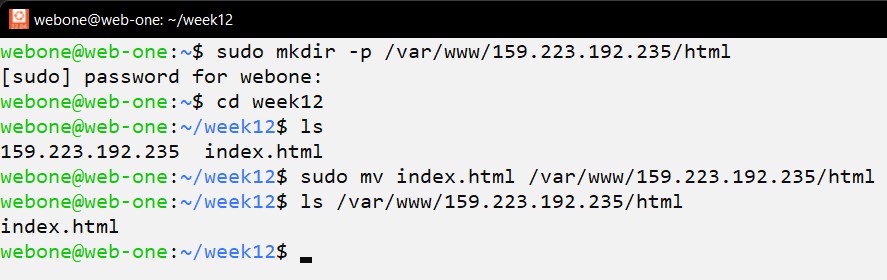 webone@web-one: ~/week12
webone@web-one:~$ sudo mkdir -p /var/www/159.223.192.235/html
[sudo] password for webone:
webone@web-one:~$ cd week12
webone@web-one:~/week12$ ls
159.223.192.235  index.html
webone@web-one:~/week12$ sudo mv index.html /var/www/159.223.192.235/html
webone@web-one:~/week12$ ls /var/www/159.223.192.235/html
index.html
webone@web-one:~/week12$